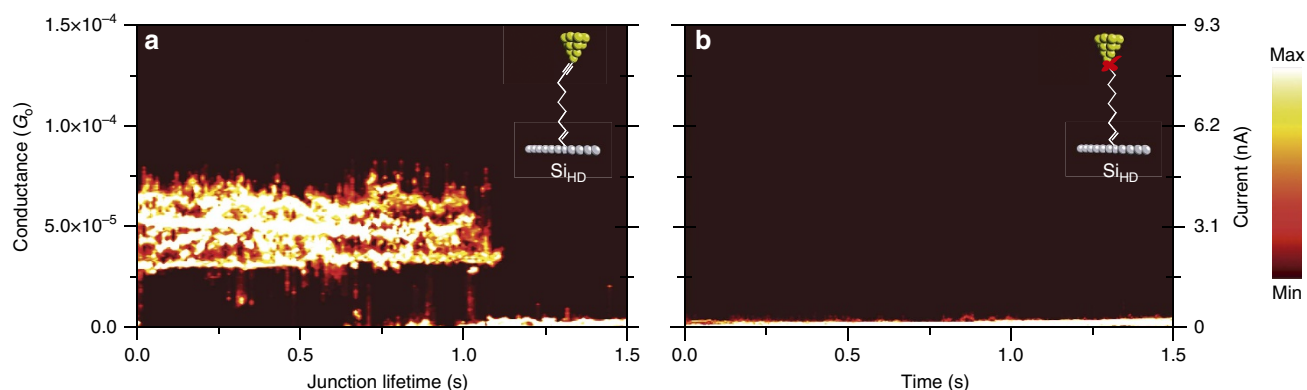 a
b
Conductance (G₀)
1.5×10⁻⁴
1.0×10⁻⁴
5.0×10⁻⁵
0.0
0.0
0.5
1.0
1.5
Junction lifetime (s)
Si_HD
0.0
0.5
1.0
1.5
Time (s)
Si_HD
9.3
6.2
3.1
0
Current (nA)
Max
Min